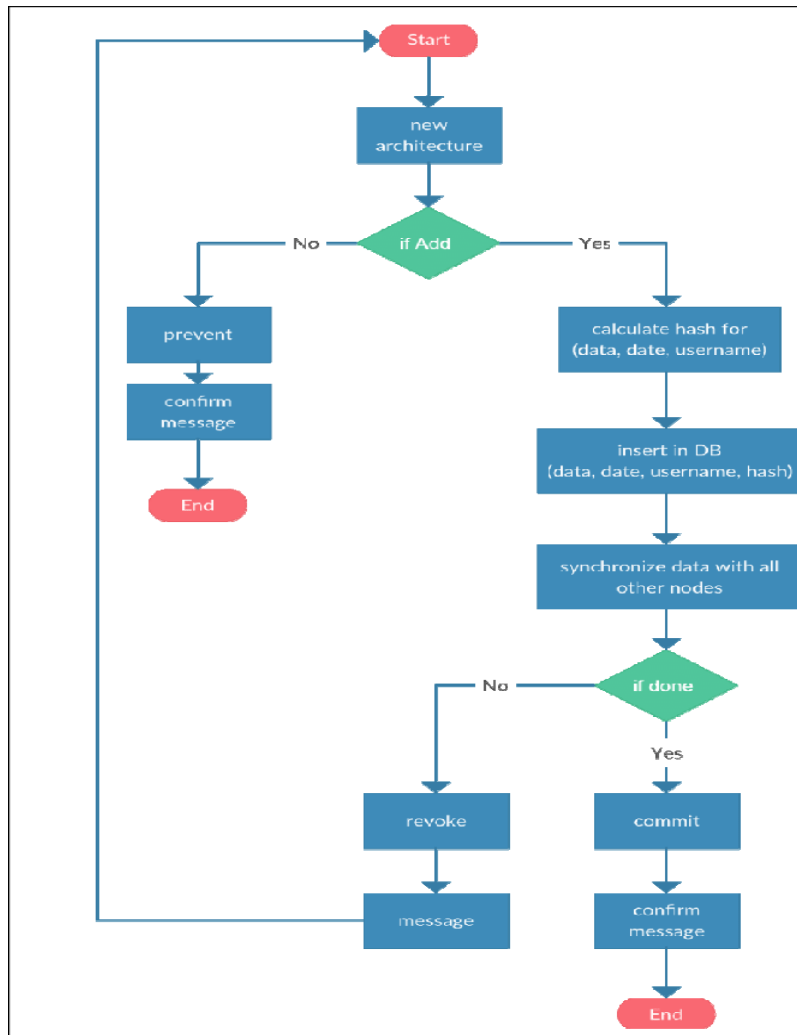 Start
new
architecture
if Add
No
Yes
prevent
confirm
message
End
calculate hash for
(data, date, username)
insert in DB
(data, date, username, hash)
synchronize data with all
other nodes
if done
No
Yes
revoke
message
commit
confirm
message
End